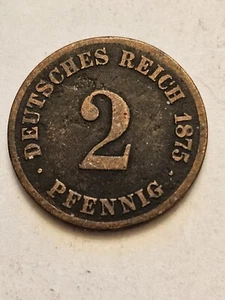 DEUTSCHES REICH 1875
2
· PFENNIG ·